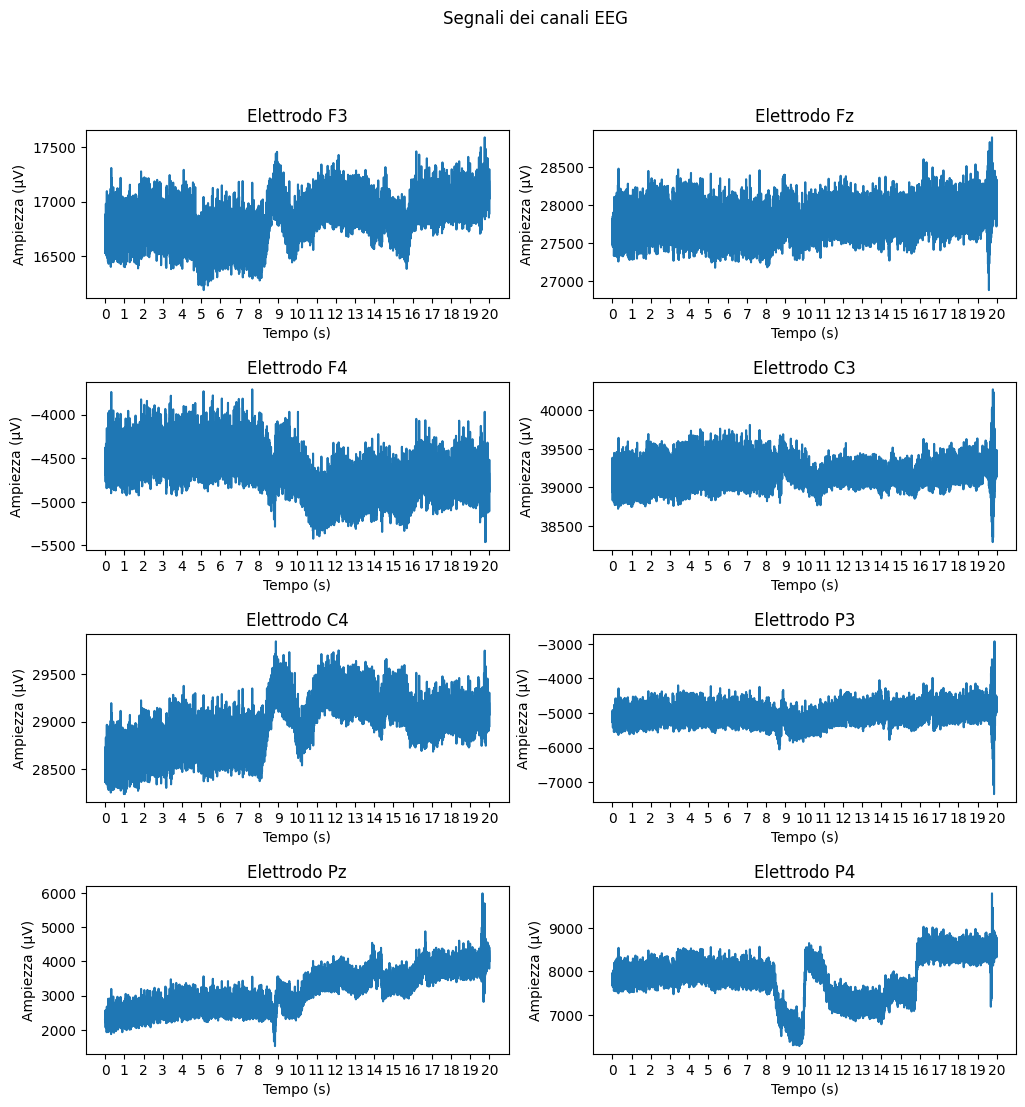 Segnali dei canali EEG
Elettrodo F3
Ampiezza (µV)
17500
17000
16500
0 1 2 3 4 5 6 7 8 9 10 11 12 13 14 15 16 17 18 19 20
Tempo (s)
Elettrodo Fz
Ampiezza (µV)
28500
28000
27500
27000
0 1 2 3 4 5 6 7 8 9 10 11 12 13 14 15 16 17 18 19 20
Tempo (s)
Elettrodo F4
Ampiezza (µV)
−4000
−4500
−5000
−5500
0 1 2 3 4 5 6 7 8 9 10 11 12 13 14 15 16 17 18 19 20
Tempo (s)
Elettrodo C3
Ampiezza (µV)
40000
39500
39000
38500
0 1 2 3 4 5 6 7 8 9 10 11 12 13 14 15 16 17 18 19 20
Tempo (s)
Elettrodo C4
Ampiezza (µV)
29500
29000
28500
0 1 2 3 4 5 6 7 8 9 10 11 12 13 14 15 16 17 18 19 20
Tempo (s)
Elettrodo P3
Ampiezza (µV)
−3000
−4000
−5000
−6000
−7000
0 1 2 3 4 5 6 7 8 9 10 11 12 13 14 15 16 17 18 19 20
Tempo (s)
Elettrodo Pz
Ampiezza (µV)
6000
5000
4000
3000
2000
0 1 2 3 4 5 6 7 8 9 10 11 12 13 14 15 16 17 18 19 20
Tempo (s)
Elettrodo P4
Ampiezza (µV)
9000
8000
7000
0 1 2 3 4 5 6 7 8 9 10 11 12 13 14 15 16 17 18 19 20
Tempo (s)